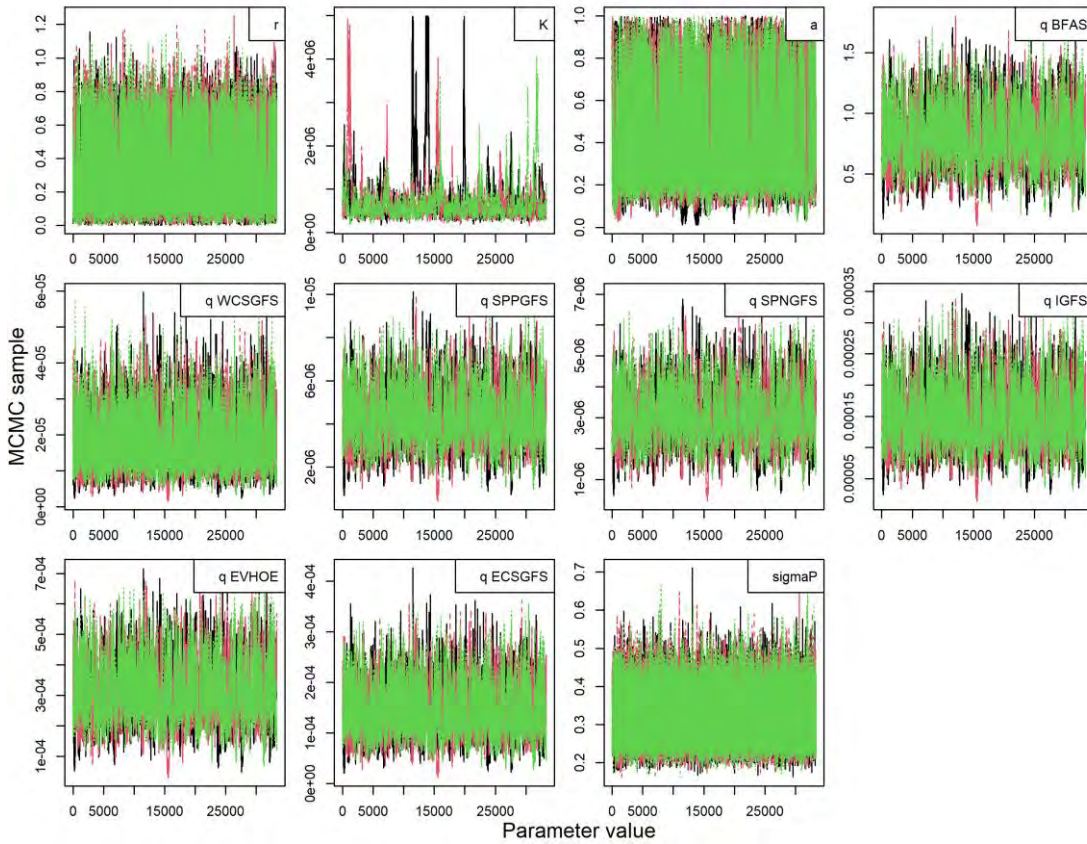 r
K
a
q BFAS
0.0 0.2 0.4 0.6 0.8 1.0 1.2
0e+00 2e+06 4e+06
0.0 0.2 0.4 0.6 0.8 1.0
0.5 1.0 1.5
0 5000 15000 25000
0 5000 15000 25000
0 5000 15000 25000
0 5000 15000 25000
MCMC sample
q WCSGFS
q SPPGFS
q SPNGFS
q IGFS
0e+00 2e-05 4e-05 6e-05
2e-06 6e-06 1e-05
1e-06 3e-06 5e-06 7e-06
0.00005 0.00015 0.00025 0.00035
0 5000 15000 25000
0 5000 15000 25000
0 5000 15000 25000
0 5000 15000 25000
q EVHOE
q ECSGFS
sigmaP
1e-04 3e-04 5e-04 7e-04
0e+00 1e-04 2e-04 3e-04 4e-04
0.2 0.3 0.4 0.5 0.6 0.7
0 5000 15000 25000
0 5000 15000 25000
0 5000 15000 25000
Parameter value